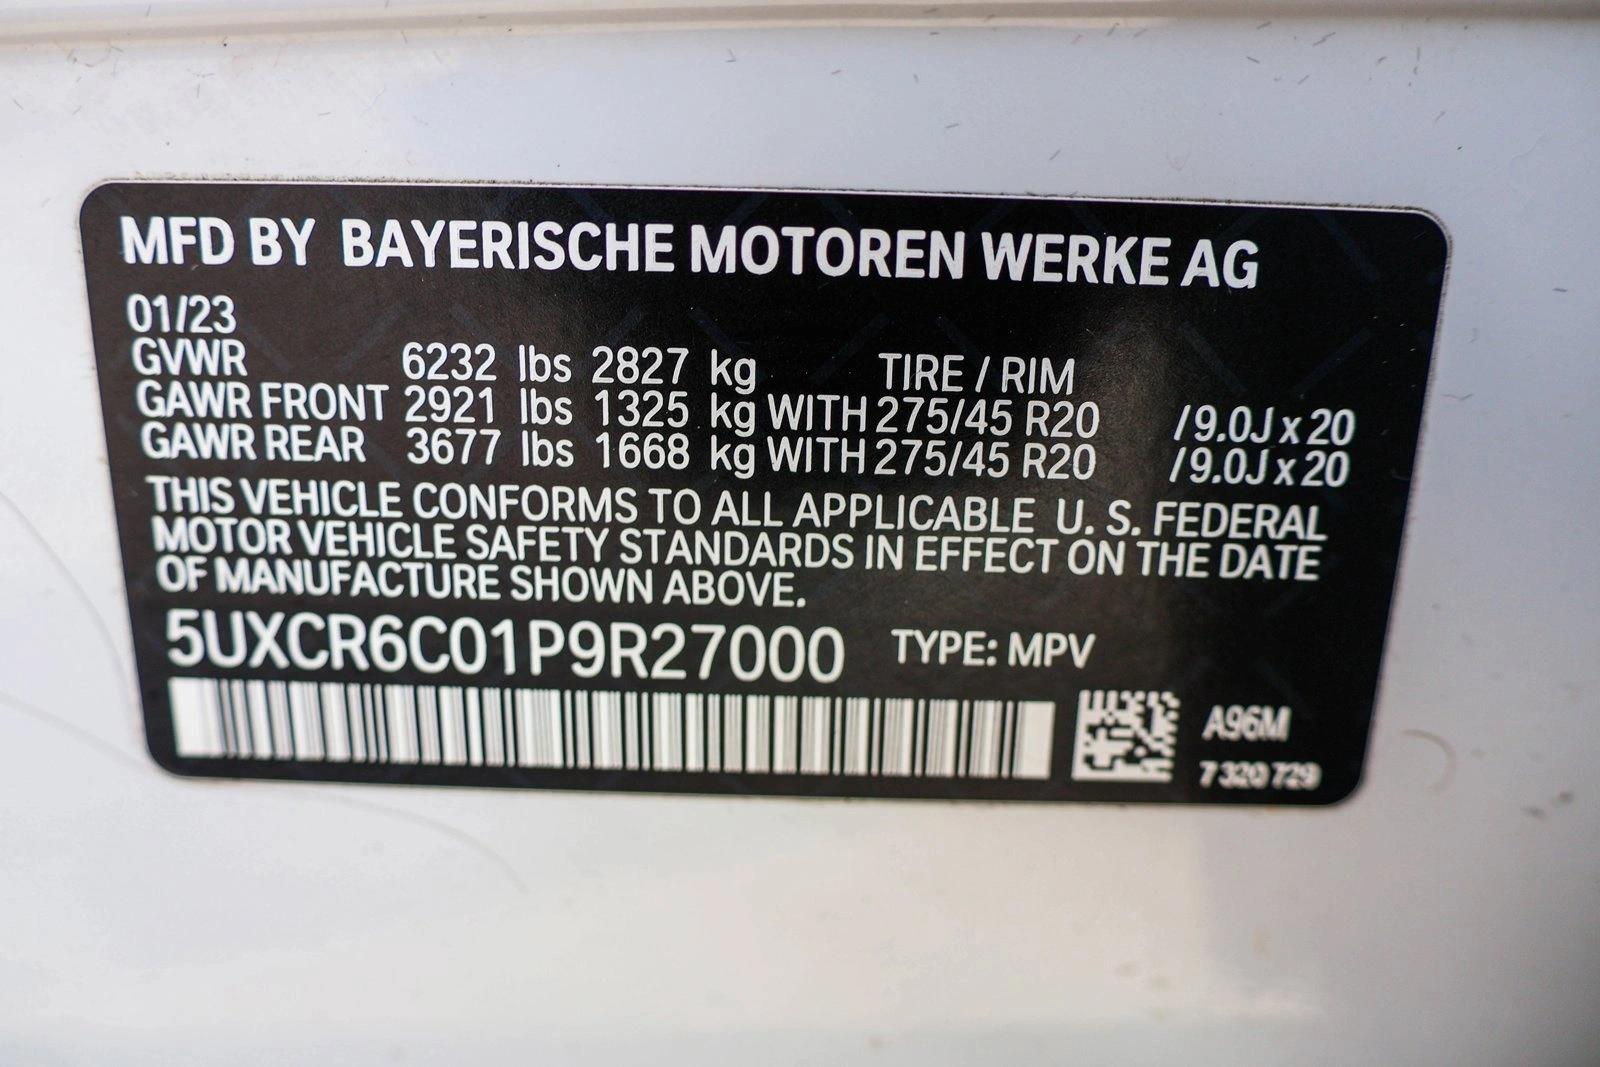 MFD BY BAYERISCHE MOTOREN WERKE AG
01/23
GVWR 6232 lbs 2827 kg TIRE / RIM
GAWR FRONT 2921 lbs 1325 kg WITH 275/45 R20 / 9.0J x 20
GAWR REAR 3677 lbs 1668 kg WITH 275/45 R20 / 9.0J x 20
THIS VEHICLE CONFORMS TO ALL APPLICABLE U. S. FEDERAL
MOTOR VEHICLE SAFETY STANDARDS IN EFFECT ON THE DATE
OF MANUFACTURE SHOWN ABOVE.
5UXCR6C01P9R27000 TYPE: MPV
A96M
7 320 729